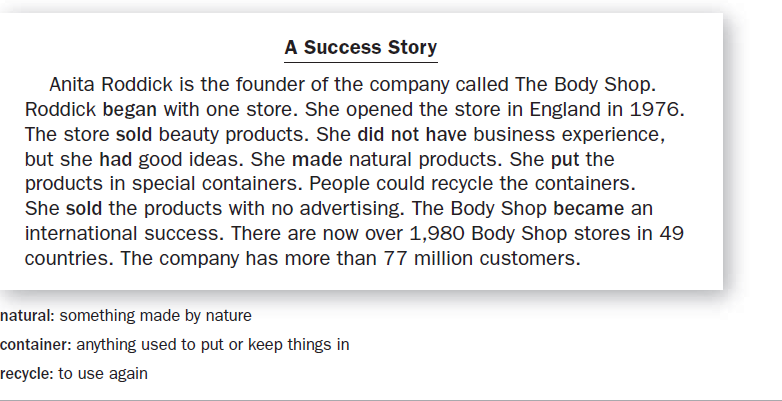 A Success Story
Anita Roddick is the founder of the company called The Body Shop.
Roddick began with one store. She opened the store in England in 1976.
The store sold beauty products. She did not have business experience,
but she had good ideas. She made natural products. She put the
products in special containers. People could recycle the containers.
She sold the products with no advertising. The Body Shop became an
international success. There are now over 1,980 Body Shop stores in 49
countries. The company has more than 77 million customers.
natural: something made by nature
container: anything used to put or keep things in
recycle: to use again